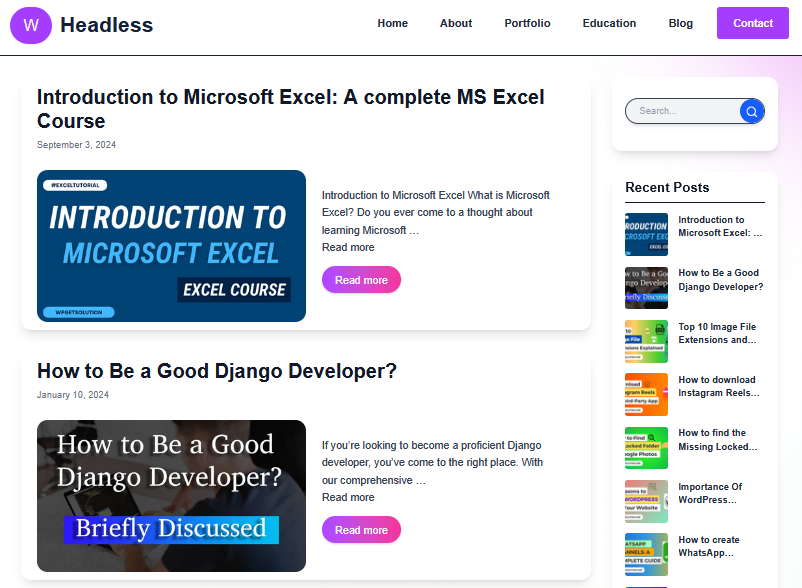 W Headless
Home About Portfolio Education Blog Contact
Introduction to Microsoft Excel: A complete MS Excel
Course
September 3, 2024
#EXCELTUTORIAL
INTRODUCTION TO
MICROSOFT EXCEL
EXCEL COURSE
WPGETSOLUTION
Introduction to Microsoft Excel What is Microsoft
Excel? Do you ever come to a thought about
learning Microsoft …
Read more
Read more
How to Be a Good Django Developer?
January 10, 2024
How to Be a Good
Django Developer?
Briefly Discussed
If you’re looking to become a proficient Django
developer, you’ve come to the right place. With
our comprehensive …
Read more
Read more
Search...
Recent Posts
Introduction to
Microsoft Excel: …
How to Be a Good
Django Developer?
Top 10 Image File
Extensions and…
How to download
Instagram Reels…
How to find the
Missing Locked…
Importance Of
WordPress…
How to create
WhatsApp…